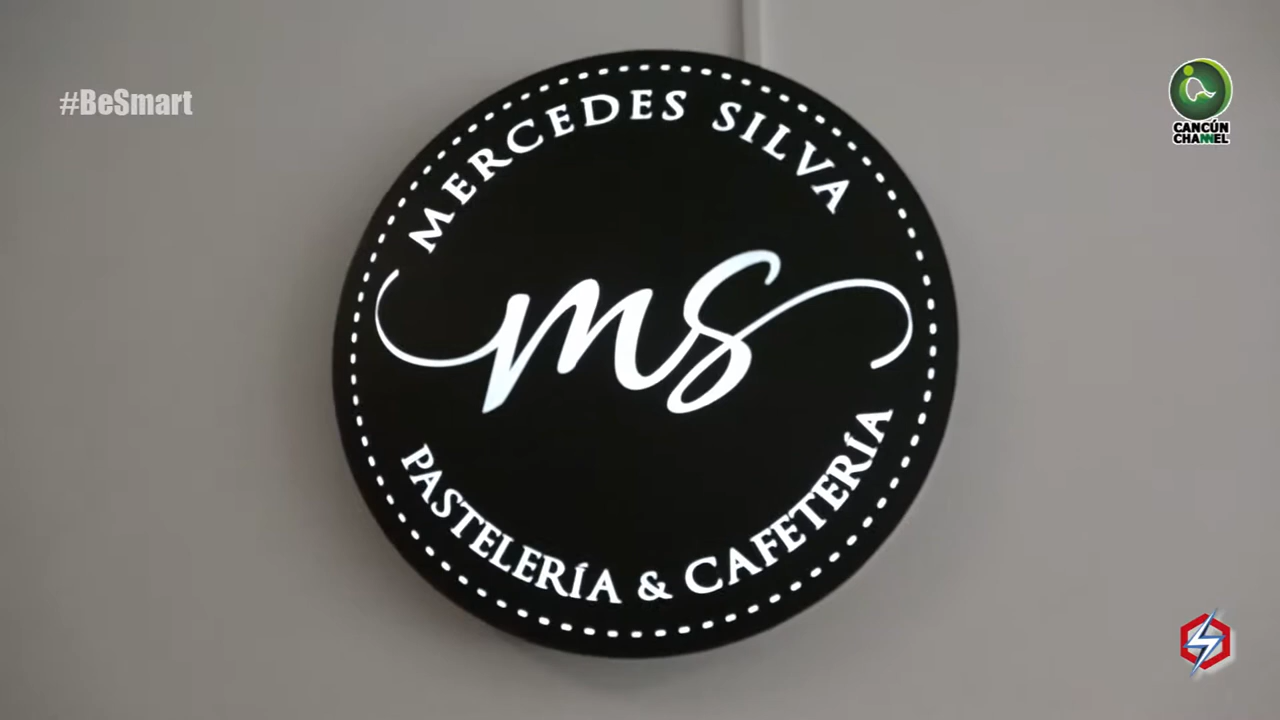 #BeSmart
CANCÚN
CHANNEL
MERCEDES SILVA
ms
PASTELERÍA & CAFETERÍA